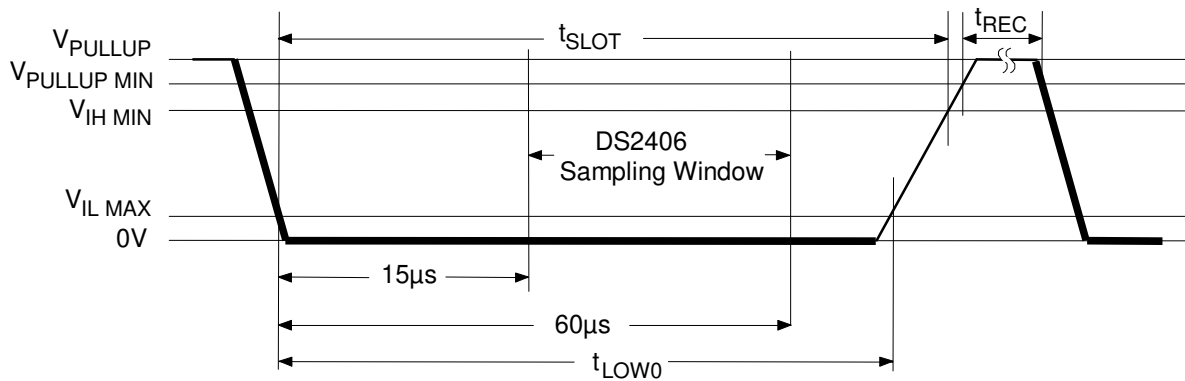 tSLOT
tREC
VPULLUP
VPULLUP MIN
VIH MIN
DS2406
Sampling Window
VIL MAX
0V
15µs
60µs
tLOW0